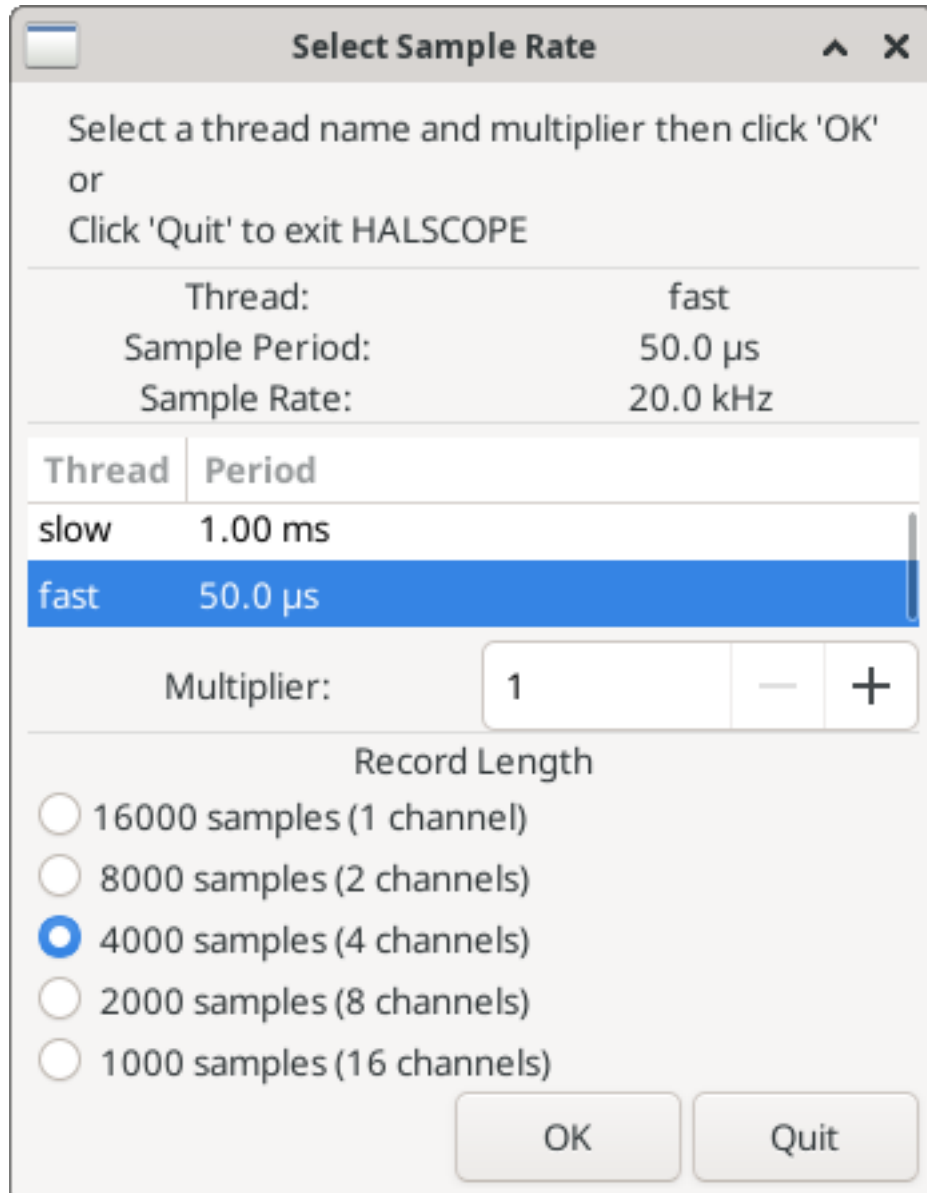 Select Sample Rate
Select a thread name and multiplier then click 'OK'
or
Click 'Quit' to exit HALSCOPE
Thread: fast
Sample Period: 50.0 µs
Sample Rate: 20.0 kHz
Thread Period
slow 1.00 ms
fast 50.0 µs
Multiplier: 1
Record Length
16000 samples (1 channel)
8000 samples (2 channels)
4000 samples (4 channels)
2000 samples (8 channels)
1000 samples (16 channels)
OK Quit